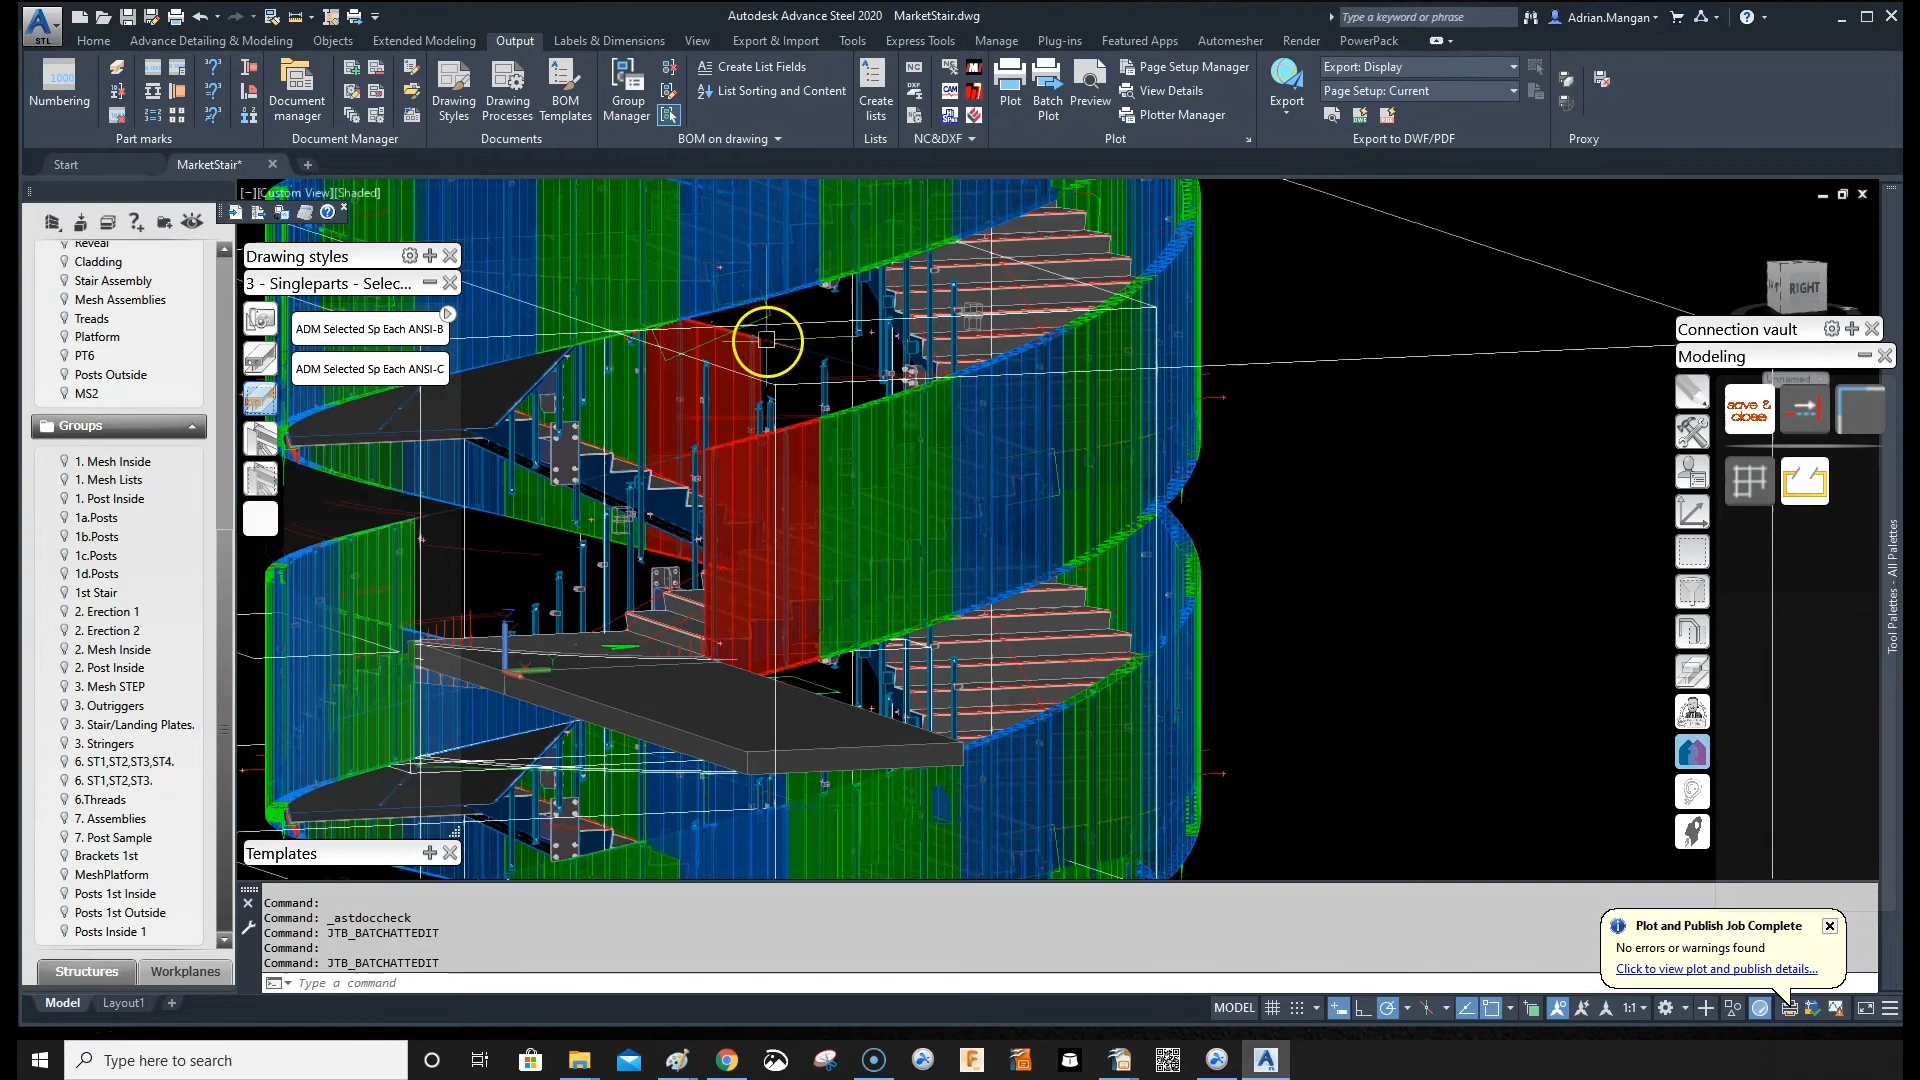 STL
Autodesk Advance Steel 2020 MarketStair.dwg
Type a keyword or phrase
Adrian.Mangan
Home Advance Detailing & Modeling Objects Extended Modeling Output Labels & Dimensions View Export & Import Tools Express Tools Manage Plug-ins Featured Apps Automesher Render PowerPack
Numbering
Document manager
Drawing Styles
Drawing Processes
BOM Templates
Group Manager
Create List Fields
List Sorting and Content
Create lists
NC
DXF
CAM
Plot
Batch Plot
Preview
Page Setup Manager
View Details
Plotter Manager
Export
Export: Display
Page Setup: Current
Part marks
Document Manager
Documents
BOM on drawing
Lists
NC&DXF
Plot
Export to DWF/PDF
Proxy
Start
MarketStair*
[−][Custom View][Shaded]
Reveal
Cladding
Stair Assembly
Mesh Assemblies
Treads
Platform
PT6
Posts Outside
MS2
Groups
1. Mesh Inside
1. Mesh Lists
1. Post Inside
1a.Posts
1b.Posts
1c.Posts
1d.Posts
1st Stair
2. Erection 1
2. Erection 2
2. Mesh Inside
2. Post Inside
3. Mesh STEP
3. Outriggers
3. Stair/Landing Plates.
3. Stringers
6. ST1,ST2,ST3,ST4.
6. ST1,ST2,ST3.
6.Threads
7. Assemblies
7. Post Sample
Brackets 1st
MeshPlatform
Posts 1st Inside
Posts 1st Outside
Posts Inside 1
Structures
Workplanes
Drawing styles
3 - Singleparts - Selec...
ADM Selected Sp Each ANSI-B
ADM Selected Sp Each ANSI-C
Templates
RIGHT
Connection vault
Modeling
Unnamed
save & close
Tool Palettes - All Palettes
Command:
Command: _astdoccheck
Command: JTB_BATCHATTEDIT
Command:
Command: JTB_BATCHATTEDIT
Type a command
Plot and Publish Job Complete
No errors or warnings found
Click to view plot and publish details...
Model
Layout1
MODEL
1:1
Type here to search